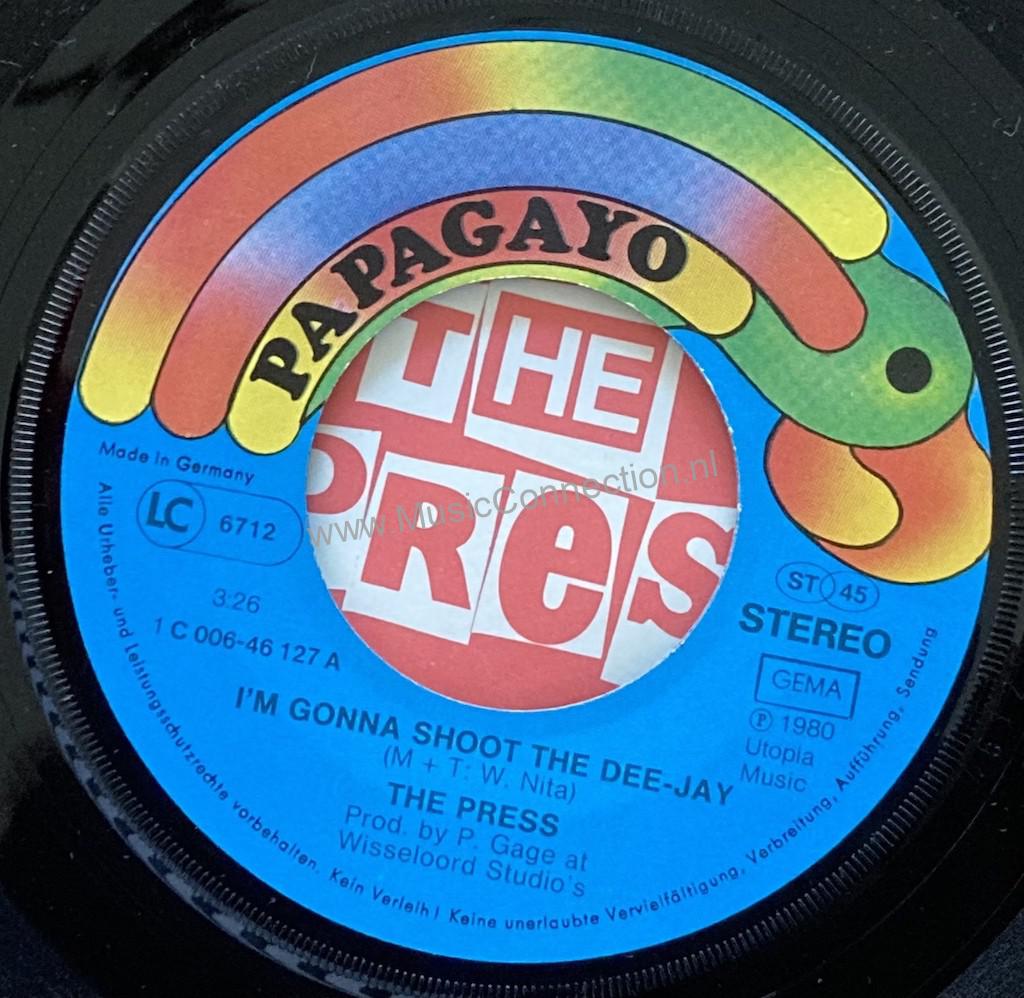 PAPAGAYO
THE
PRES
www.MusicConnection.nl
Made in Germany
LC 6712
3:26
1 C 006-46 127 A
ST 45
STEREO
GEMA
℗ 1980
Utopia
Music
I'M GONNA SHOOT THE DEE-JAY
(M + T: W. Nita)
THE PRESS
Prod. by P. Gage at
Wisseloord Studio's
Alle Urheber- und Leistungsschutzrechte vorbehalten. Kein Verleih! Keine unerlaubte Vervielfältigung, Verbreitung, Aufführung, Sendung